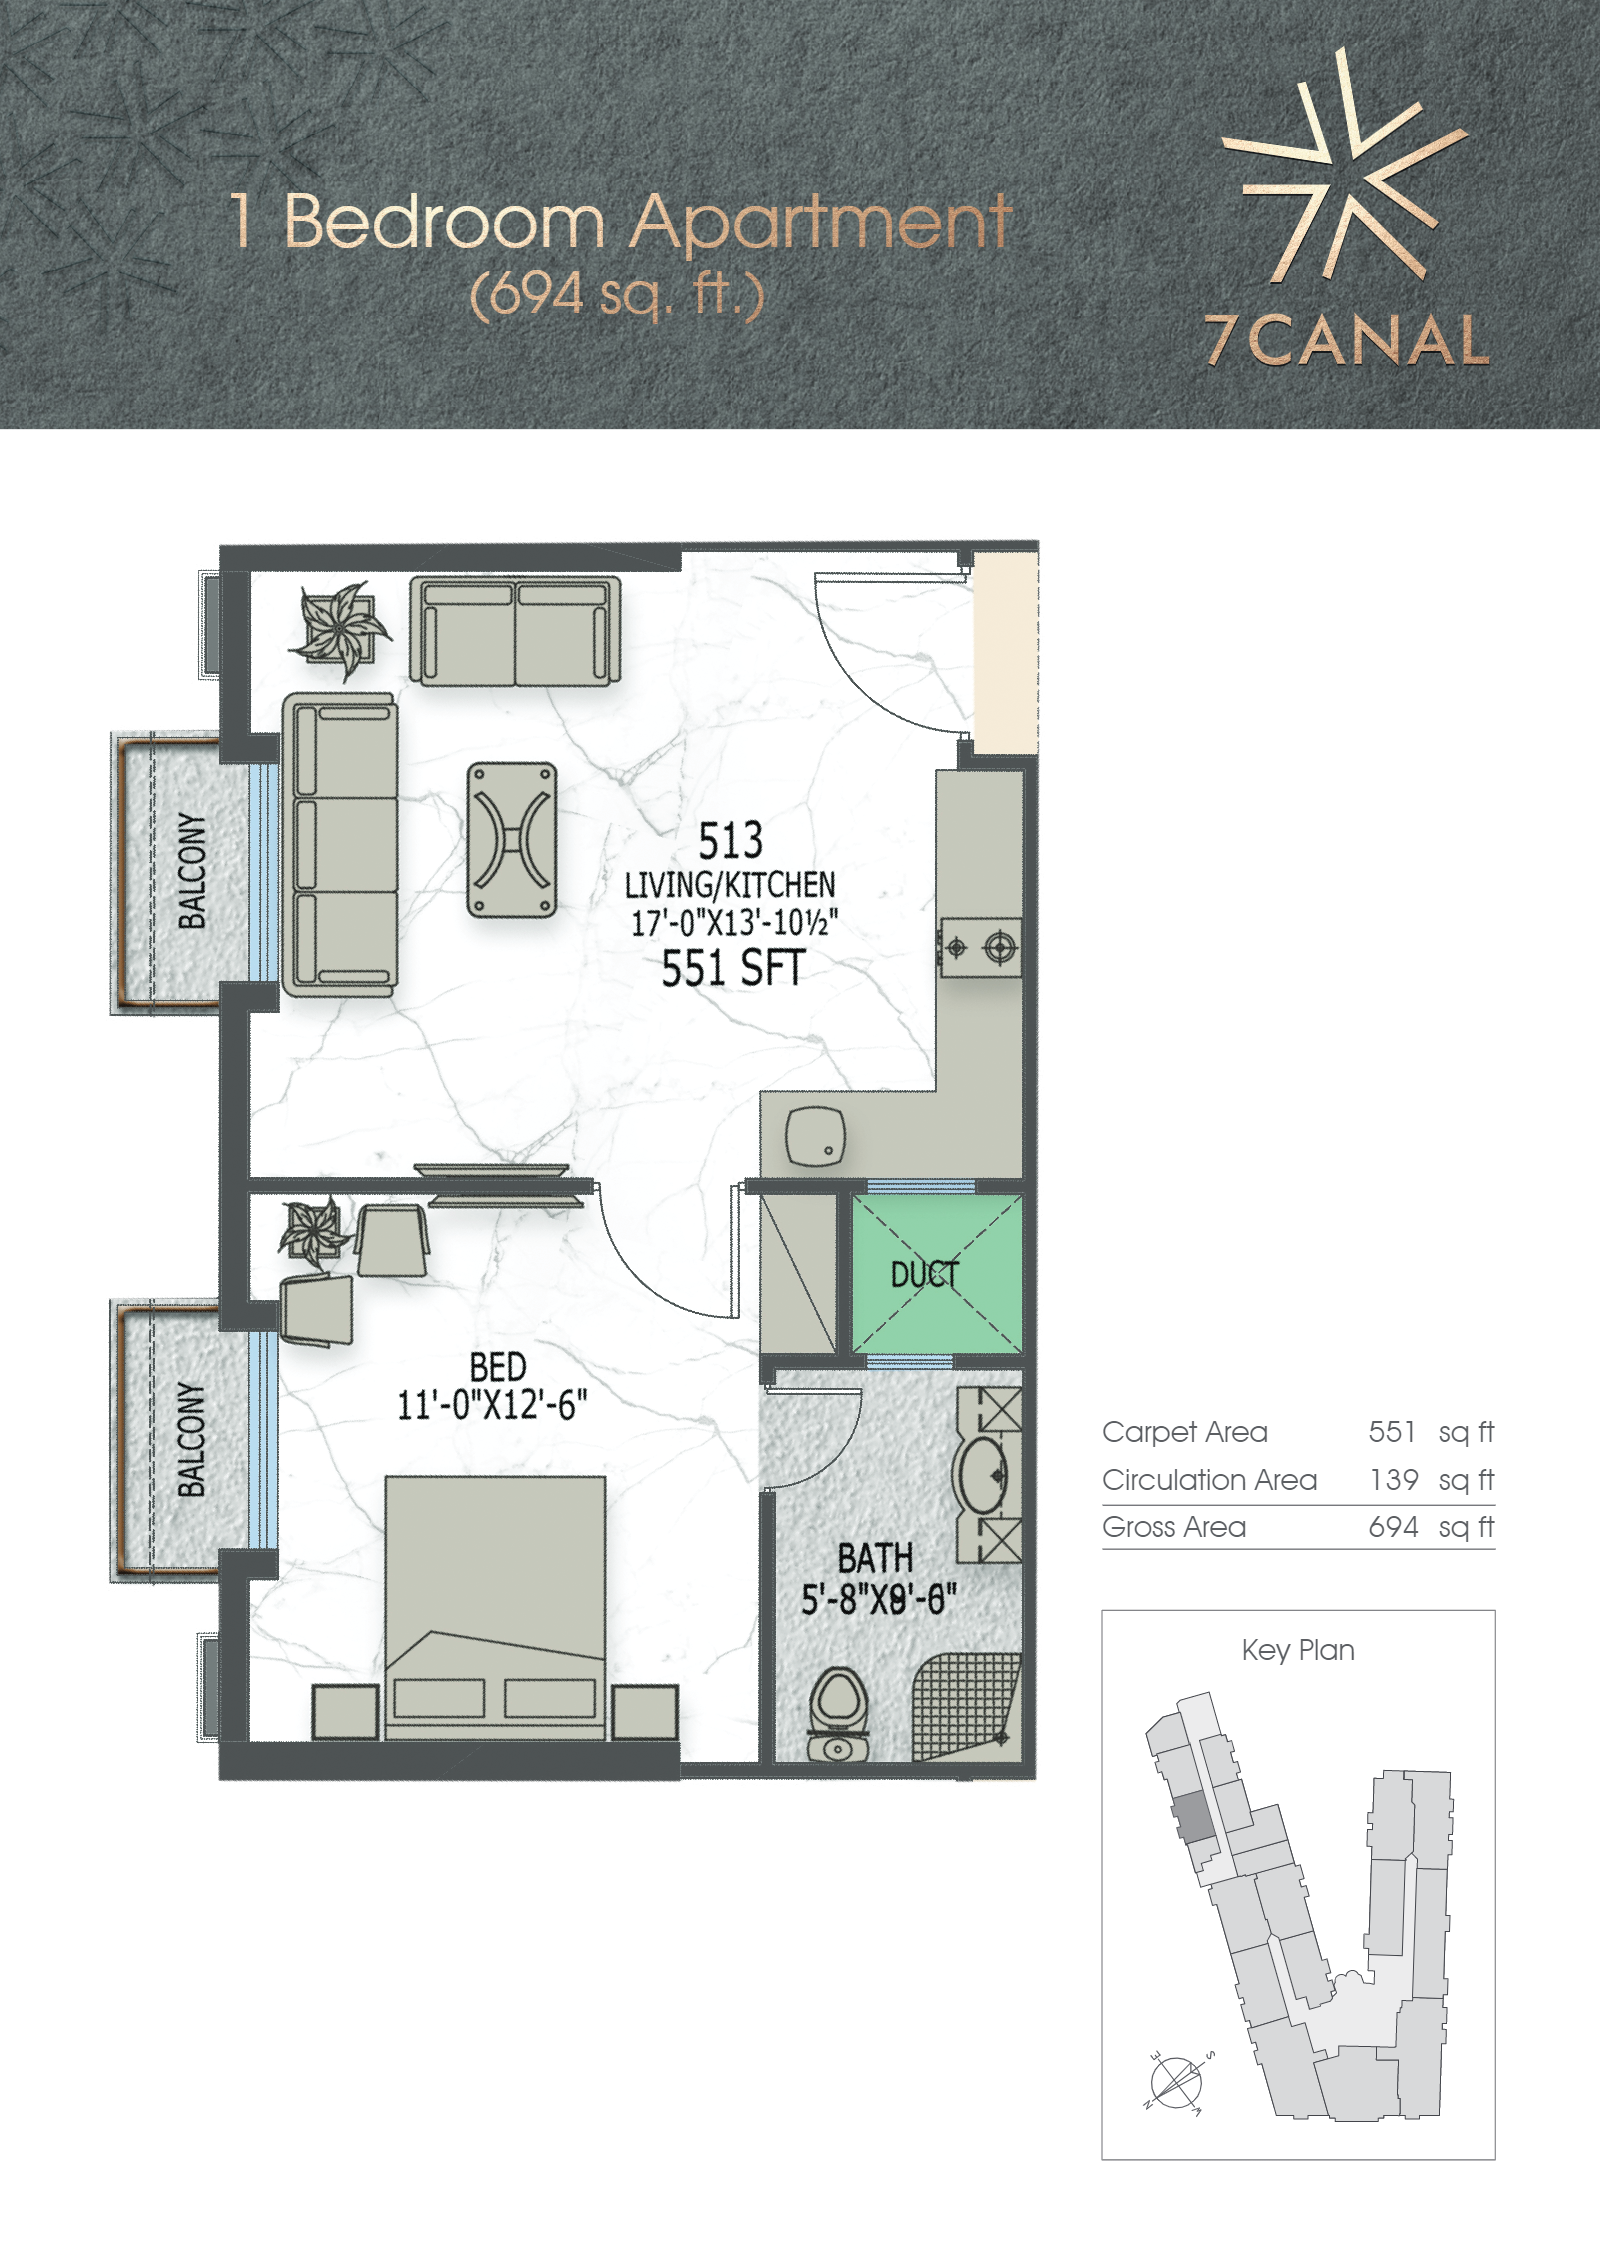 1 Bedroom Apartment
(694 sq. ft.)
7CANAL
BALCONY
513
LIVING/KITCHEN
17'-0"X13'-10½"
551 SFT
DUCT
BED
11'-0"X12'-6"
BALCONY
BATH
5'-8"X
Carpet Area 551 sq ft
Circulation Area 139 sq ft
Gross Area 694 sq ft
Key Plan
E S
N W